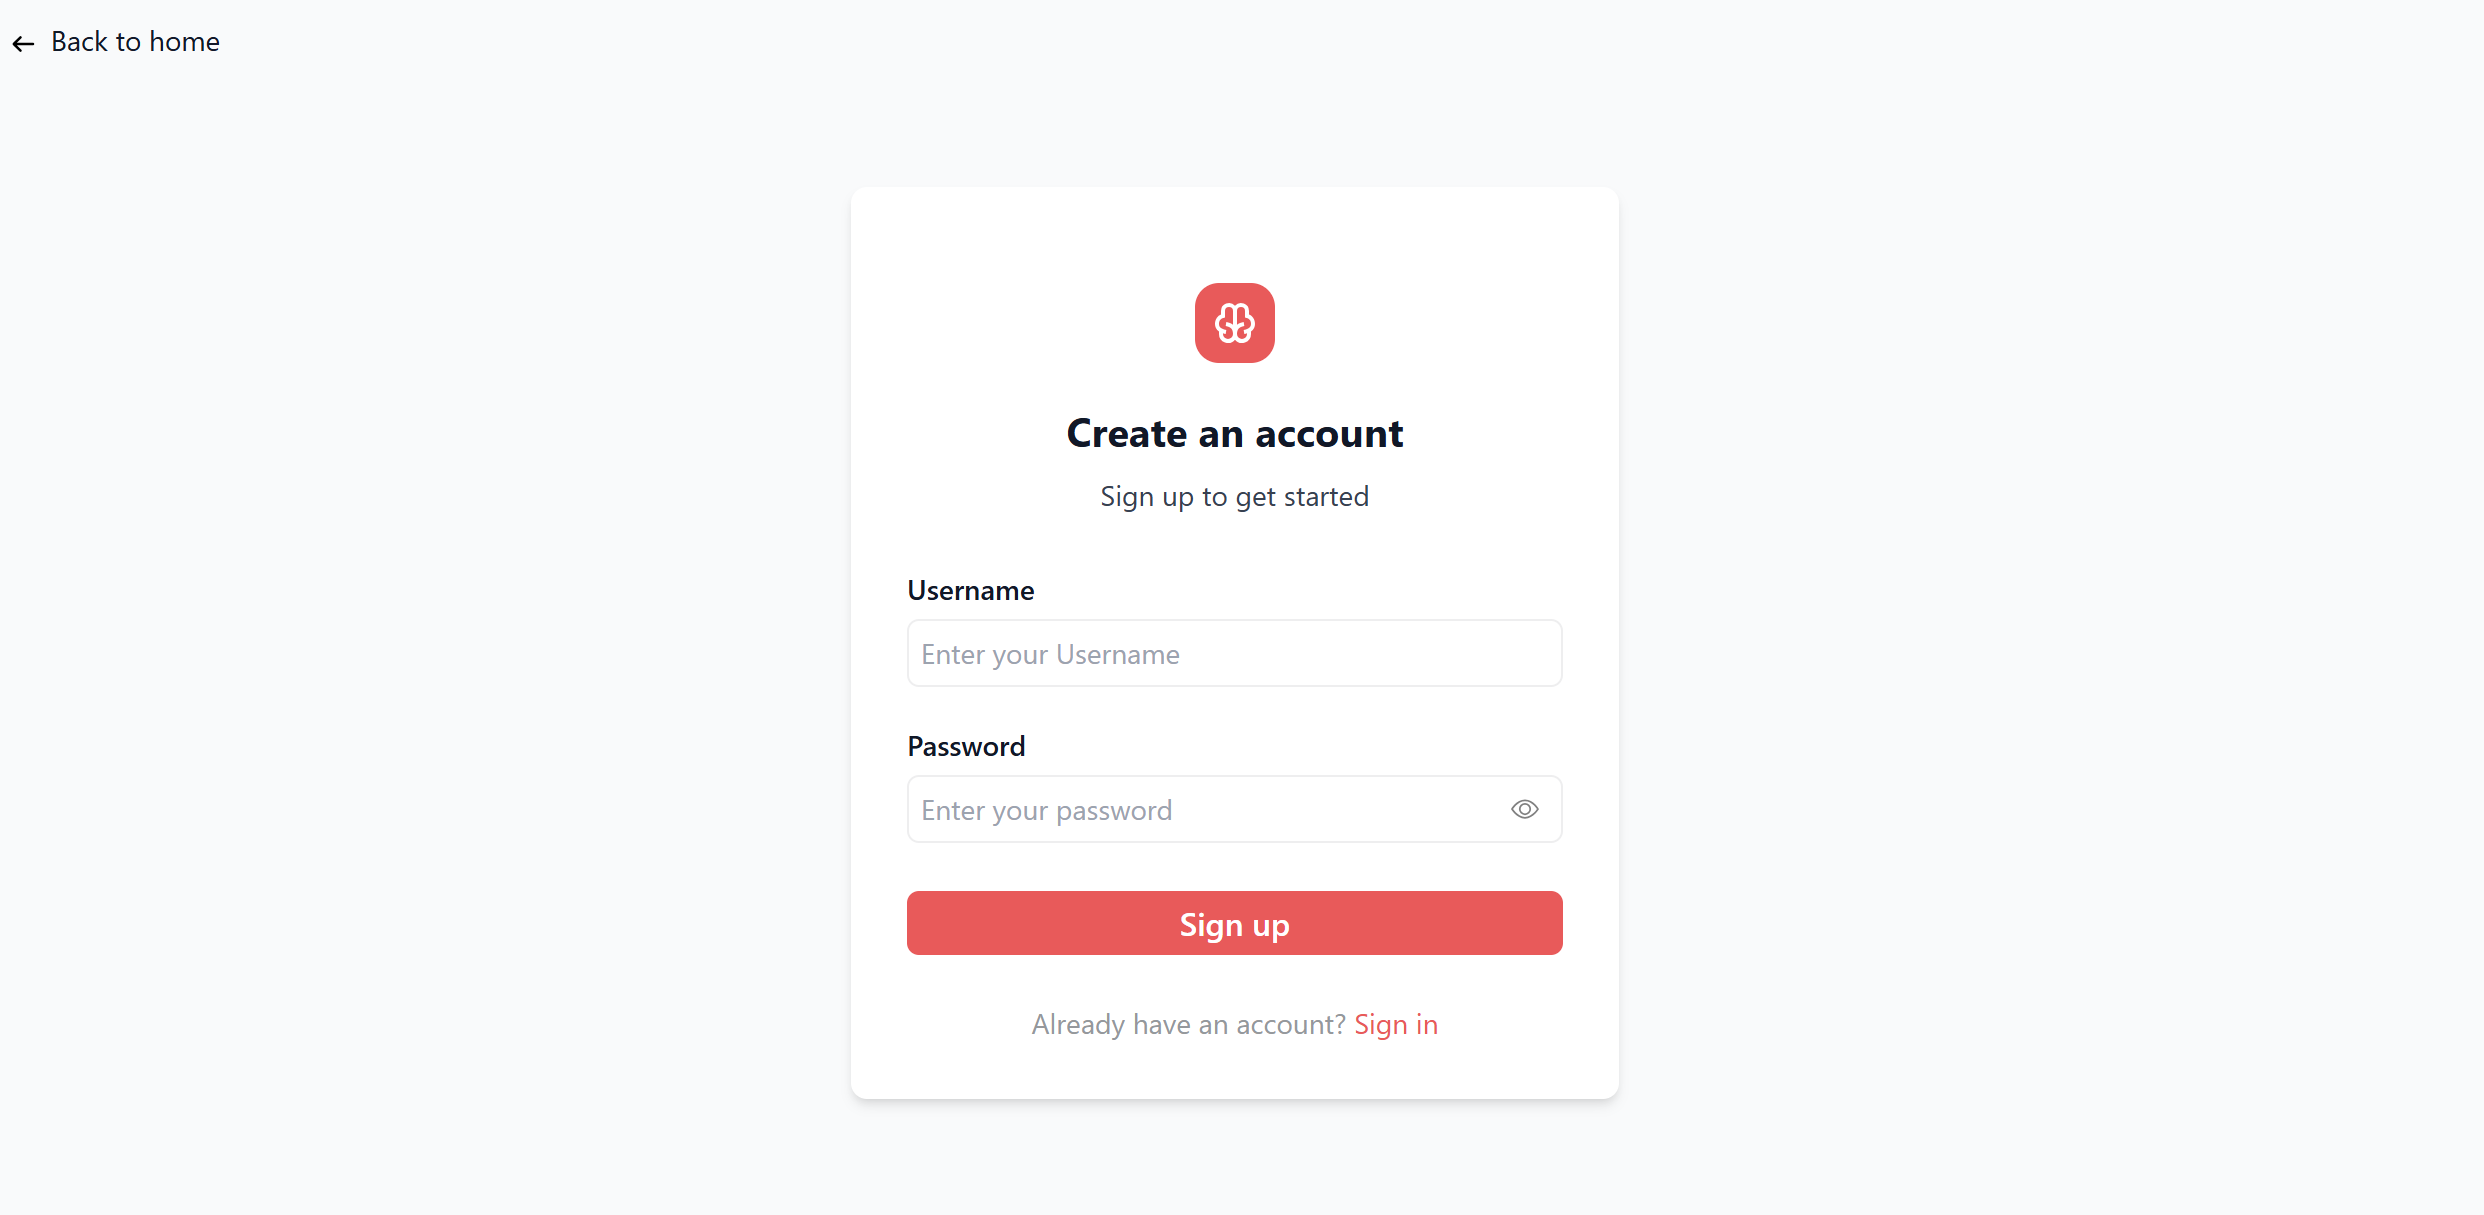 Back to home
Create an account
Sign up to get started
Username
Enter your Username
Password
Enter your password
Sign up
Already have an account? Sign in